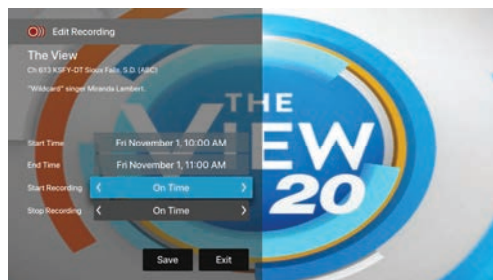 Edit Recording
The View
Ch 613 KSFY-DT Sioux Falls, S.D. (ABC)
"Wildcard" singer Miranda Lambert.
Start Time
Fri November 1, 10:00 AM
End Time
Fri November 1, 11:00 AM
Start Recording
On Time
Stop Recording
On Time
Save
Exit
THE
VIEW
20